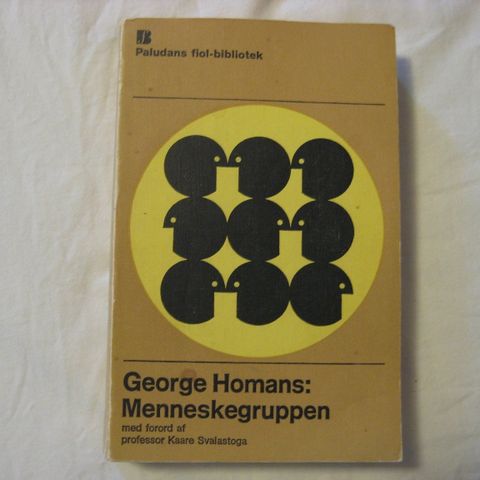 Paludans fiol-bibliotek
George Homans:
Menneskegruppen
med forord af
professor Kaare Svalastoga